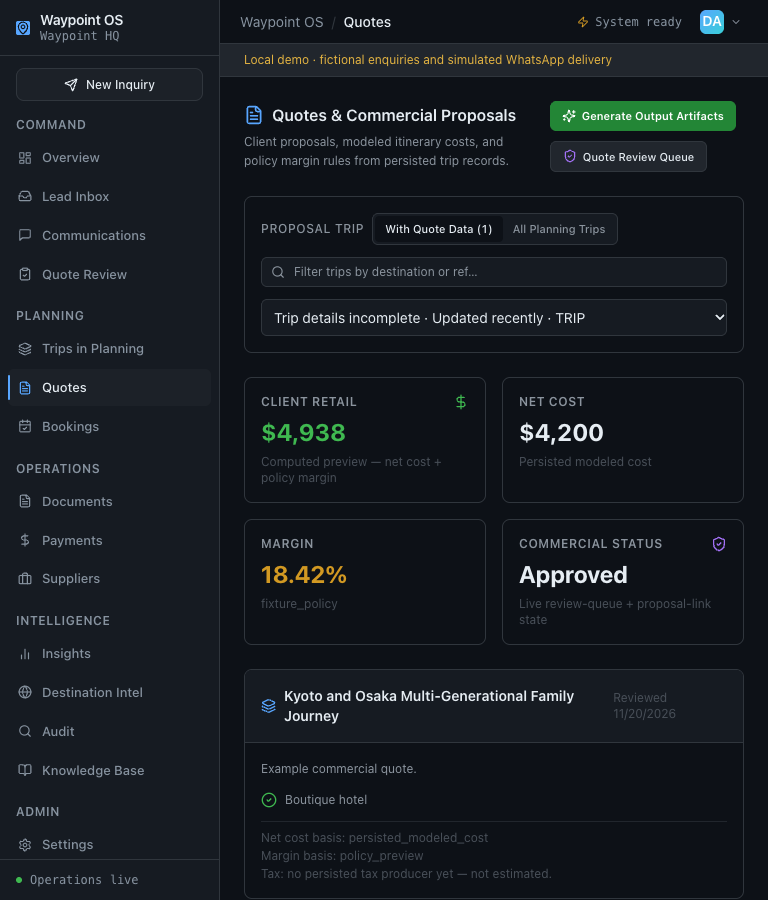 Waypoint OS
Waypoint HQ
New Inquiry
COMMAND
Overview
Lead Inbox
Communications
Quote Review
PLANNING
Trips in Planning
Quotes
Bookings
OPERATIONS
Documents
Payments
Suppliers
INTELLIGENCE
Insights
Destination Intel
Audit
Knowledge Base
ADMIN
Settings
Operations live
Waypoint OS / Quotes
System ready
DA
Local demo · fictional enquiries and simulated WhatsApp delivery
Quotes & Commercial Proposals
Client proposals, modeled itinerary costs, and
policy margin rules from persisted trip records.
Generate Output Artifacts
Quote Review Queue
PROPOSAL TRIP
With Quote Data (1)
All Planning Trips
Filter trips by destination or ref...
Trip details incomplete · Updated recently · TRIP
CLIENT RETAIL
$4,938
Computed preview — net cost +
policy margin
NET COST
$4,200
Persisted modeled cost
MARGIN
18.42%
fixture_policy
COMMERCIAL STATUS
Approved
Live review-queue + proposal-link
state
Kyoto and Osaka Multi-Generational Family
Journey
Reviewed
11/20/2026
Example commercial quote.
Boutique hotel
Net cost basis: persisted_modeled_cost
Margin basis: policy_preview
Tax: no persisted tax producer yet — not estimated.